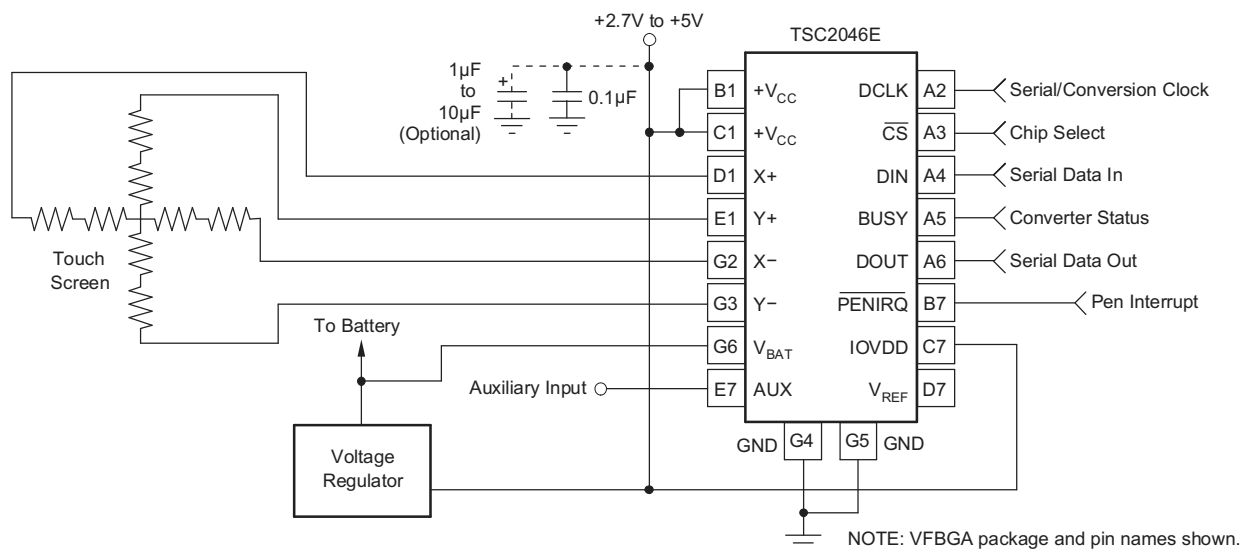 +2.7V to +5V
TSC2046E
1µF
to
10µF
(Optional)
+
0.1µF
B1 +VCC DCLK A2 Serial/Conversion Clock
C1 +VCC CS A3 Chip Select
D1 X+ DIN A4 Serial Data In
E1 Y+ BUSY A5 Converter Status
G2 X− DOUT A6 Serial Data Out
G3 Y− PENIRQ B7 Pen Interrupt
G6 VBAT IOVDD C7
E7 AUX VREF D7
Touch
Screen
To Battery
Auxiliary Input
Voltage
Regulator
GND G4 G5 GND
NOTE: VFBGA package and pin names shown.